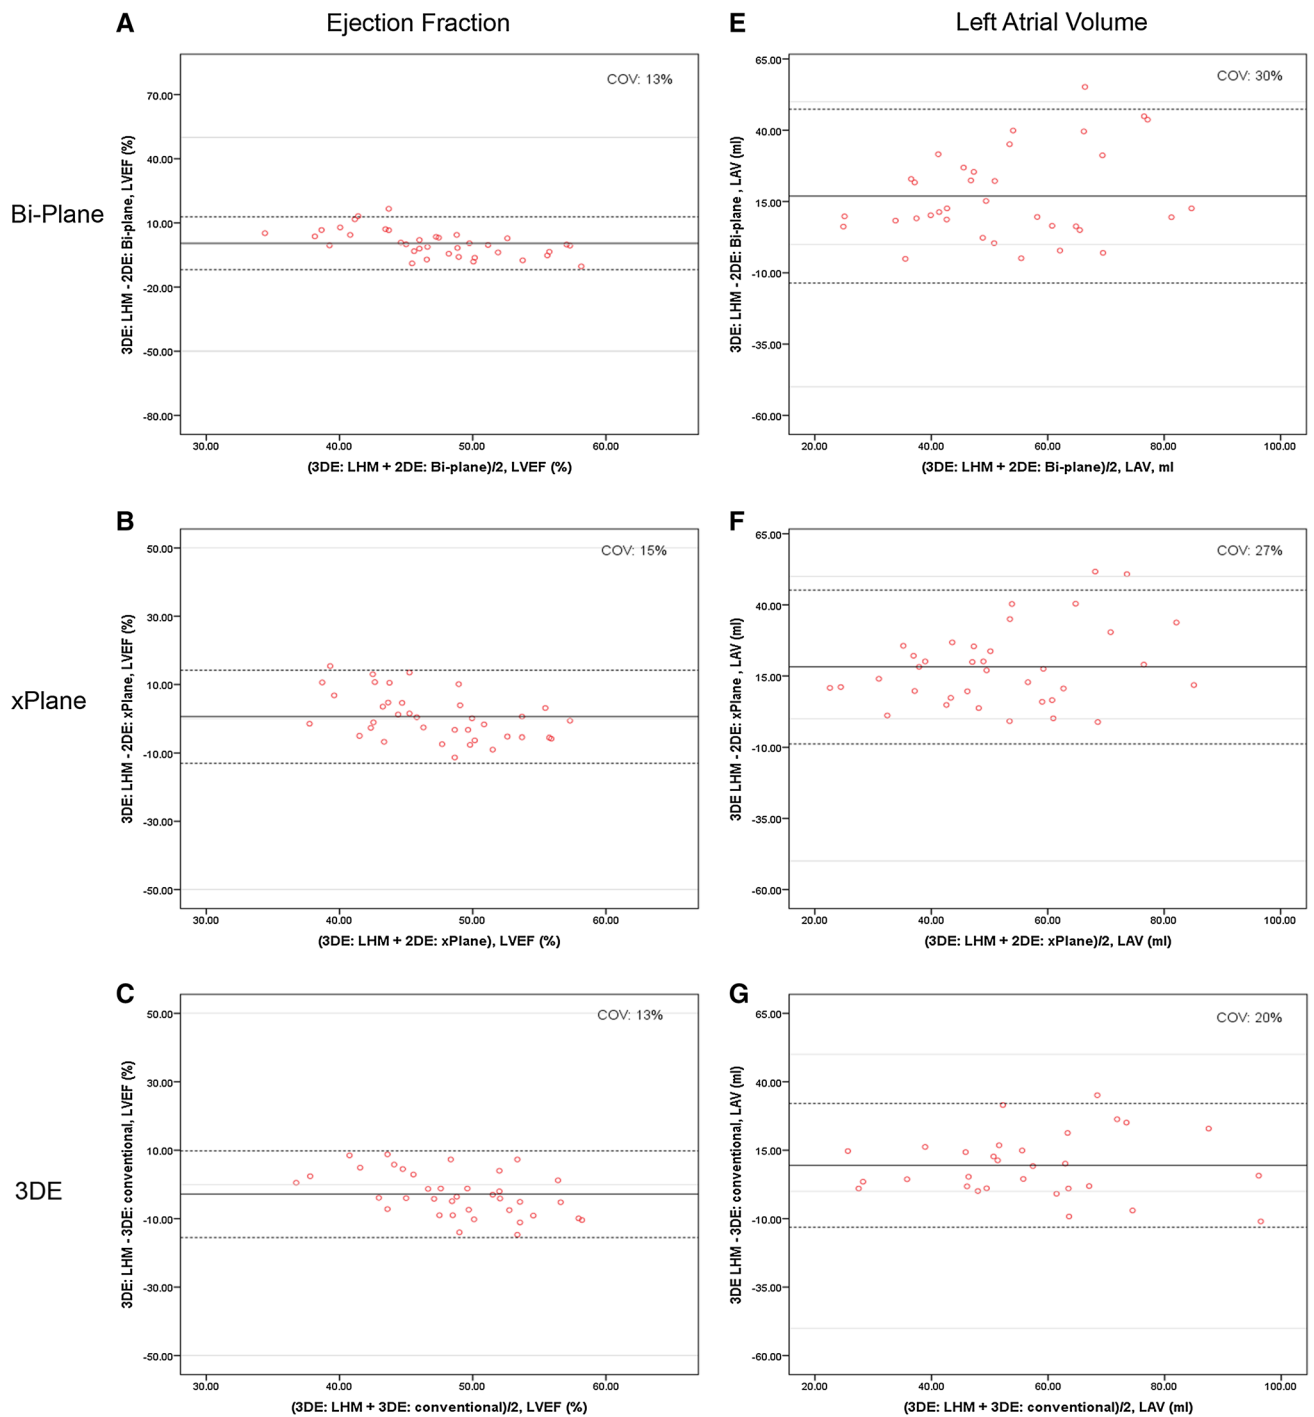 A
Ejection Fraction
COV: 13%
70.00
40.00
10.00
-20.00
-50.00
-80.00
3DE: LHM - 2DE: Bi-plane, LVEF (%)
30.00 40.00 50.00 60.00
(3DE: LHM + 2DE: Bi-plane)/2, LVEF (%)
Bi-Plane
E
Left Atrial Volume
COV: 30%
65.00
40.00
15.00
-10.00
-35.00
-60.00
3DE: LHM - 2DE: Bi-plane , LAV (ml)
20.00 40.00 60.00 80.00 100.00
(3DE: LHM + 2DE: Bi-plane)/2, LAV, ml
B
COV: 15%
50.00
30.00
10.00
-10.00
-30.00
-50.00
3DE: LHM - 2DE: xPlane, LVEF (%)
30.00 40.00 50.00 60.00
(3DE: LHM + 2DE: xPlane), LVEF (%)
xPlane
F
COV: 27%
65.00
40.00
15.00
-10.00
-35.00
-60.00
3DE LHM - 2DE: xPlane , LAV (ml)
20.00 40.00 60.00 80.00 100.00
(3DE: LHM + 2DE: xPlane)/2, LAV (ml)
C
COV: 13%
50.00
30.00
10.00
-10.00
-30.00
-50.00
3DE: LHM - 3DE: conventional, LVEF (%)
30.00 40.00 50.00 60.00
(3DE: LHM + 3DE: conventional)/2, LVEF (%)
3DE
G
COV: 20%
65.00
40.00
15.00
-10.00
-35.00
-60.00
3DE LHM - 3DE: conventional, LAV (ml)
20.00 40.00 60.00 80.00 100.00
(3DE: LHM + 3DE: conventional)/2, LAV (ml)